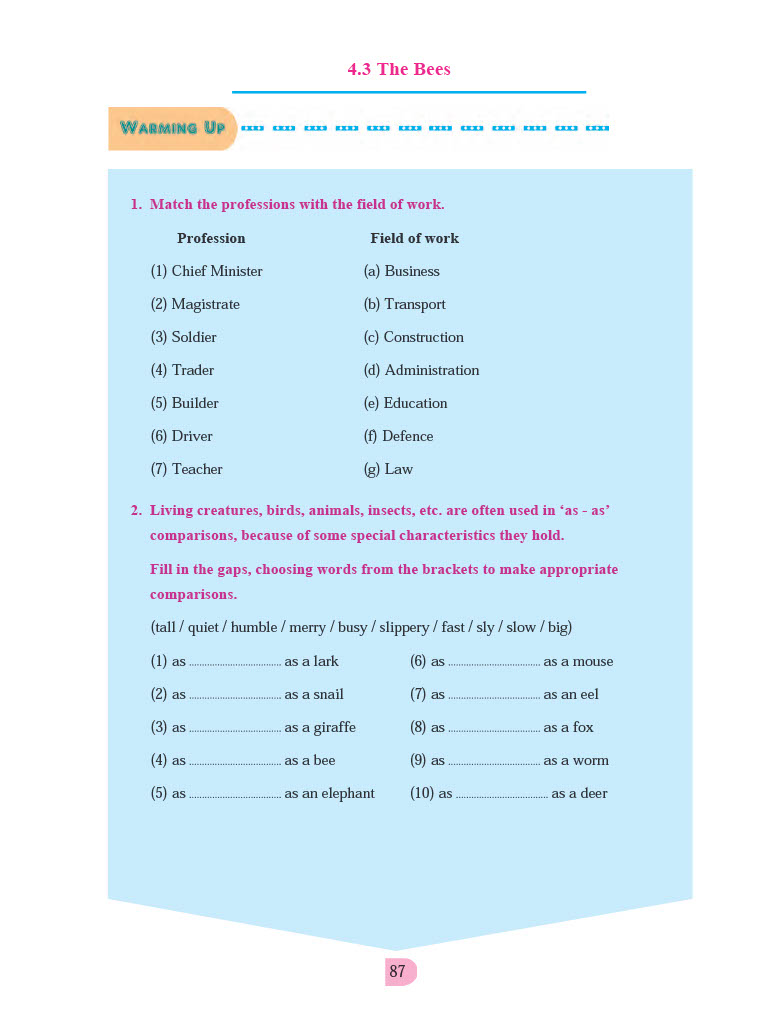 4.3 The Bees
WARMING UP
1. Match the professions with the field of work.
Profession Field of work
(1) Chief Minister (a) Business
(2) Magistrate (b) Transport
(3) Soldier (c) Construction
(4) Trader (d) Administration
(5) Builder (e) Education
(6) Driver (f) Defence
(7) Teacher (g) Law
2. Living creatures, birds, animals, insects, etc. are often used in ‘as - as’
comparisons, because of some special characteristics they hold.
Fill in the gaps, choosing words from the brackets to make appropriate
comparisons.
(tall / quiet / humble / merry / busy / slippery / fast / sly / slow / big)
(1) as .................................... as a lark (6) as .................................... as a mouse
(2) as .................................... as a snail (7) as .................................... as an eel
(3) as .................................... as a giraffe (8) as .................................... as a fox
(4) as .................................... as a bee (9) as .................................... as a worm
(5) as .................................... as an elephant (10) as .................................... as a deer
87